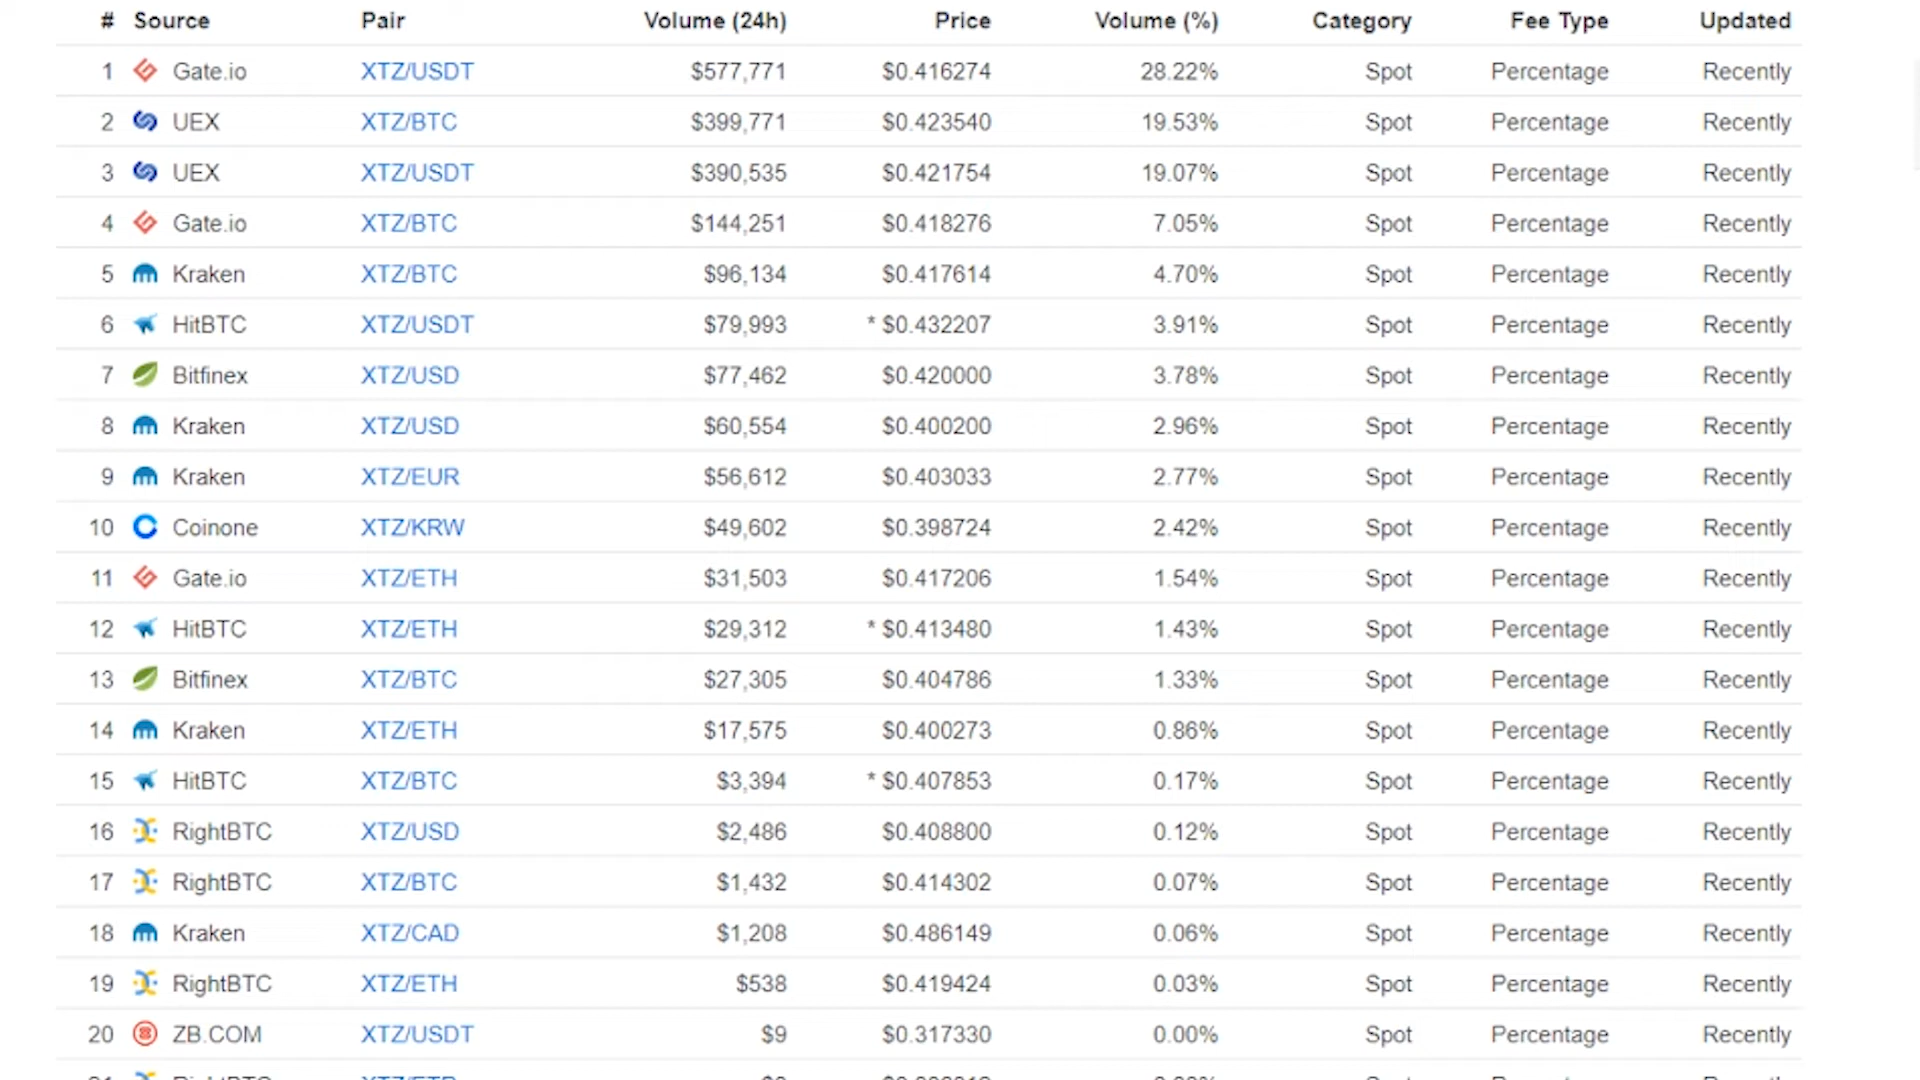 # Source Pair Volume (24h) Price Volume (%) Category Fee Type Updated
1 Gate.io XTZ/USDT $577,771 $0.416274 28.22% Spot Percentage Recently
2 UEX XTZ/BTC $399,771 $0.423540 19.53% Spot Percentage Recently
3 UEX XTZ/USDT $390,535 $0.421754 19.07% Spot Percentage Recently
4 Gate.io XTZ/BTC $144,251 $0.418276 7.05% Spot Percentage Recently
5 Kraken XTZ/BTC $96,134 $0.417614 4.70% Spot Percentage Recently
6 HitBTC XTZ/USDT $79,993 * $0.432207 3.91% Spot Percentage Recently
7 Bitfinex XTZ/USD $77,462 $0.420000 3.78% Spot Percentage Recently
8 Kraken XTZ/USD $60,554 $0.400200 2.96% Spot Percentage Recently
9 Kraken XTZ/EUR $56,612 $0.403033 2.77% Spot Percentage Recently
10 Coinone XTZ/KRW $49,602 $0.398724 2.42% Spot Percentage Recently
11 Gate.io XTZ/ETH $31,503 $0.417206 1.54% Spot Percentage Recently
12 HitBTC XTZ/ETH $29,312 * $0.413480 1.43% Spot Percentage Recently
13 Bitfinex XTZ/BTC $27,305 $0.404786 1.33% Spot Percentage Recently
14 Kraken XTZ/ETH $17,575 $0.400273 0.86% Spot Percentage Recently
15 HitBTC XTZ/BTC $3,394 * $0.407853 0.17% Spot Percentage Recently
16 RightBTC XTZ/USD $2,486 $0.408800 0.12% Spot Percentage Recently
17 RightBTC XTZ/BTC $1,432 $0.414302 0.07% Spot Percentage Recently
18 Kraken XTZ/CAD $1,208 $0.486149 0.06% Spot Percentage Recently
19 RightBTC XTZ/ETH $538 $0.419424 0.03% Spot Percentage Recently
20 ZB.COM XTZ/USDT $9 $0.317330 0.00% Spot Percentage Recently